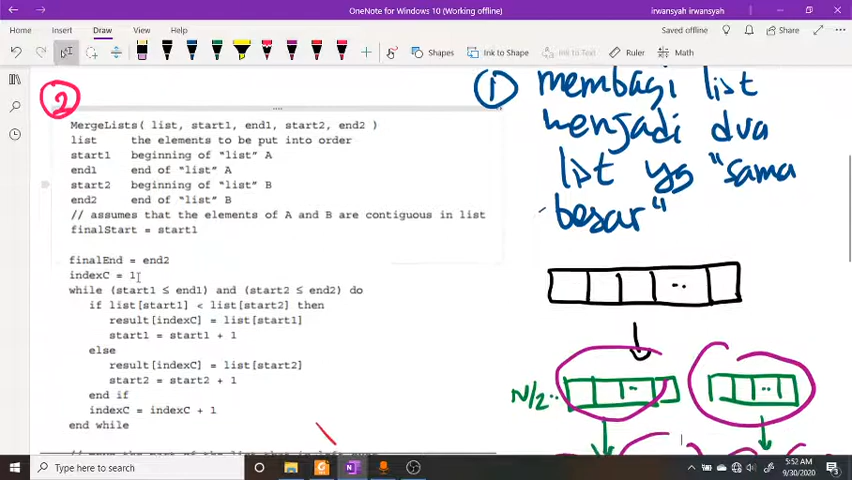 OneNote for Windows 10 (Working offline)
irwansyah irwansyah
Home
Insert
Draw
View
Help
Saved offline
Share
Shapes
Ink to Shape
Ink to Text
Ruler
Math
2
MergeLists( list, start1, end1, start2, end2 )
list the elements to be put into order
start1 beginning of "list" A
end1 end of "list" A
start2 beginning of "list" B
end2 end of "list" B
// assumes that the elements of A and B are contiguous in list
finalStart = start1
finalEnd = end2
indexC = 1
while (start1 ≤ end1) and (start2 ≤ end2) do
if list[start1] < list[start2] then
result[indexC] = list[start1]
start1 = start1 + 1
else
result[indexC] = list[start2]
start2 = start2 + 1
end if
indexC = indexC + 1
end while
1 membagi list
menjadi dua
list yg "sama
besar"
N/2
Type here to search
5:52 AM
9/30/2020